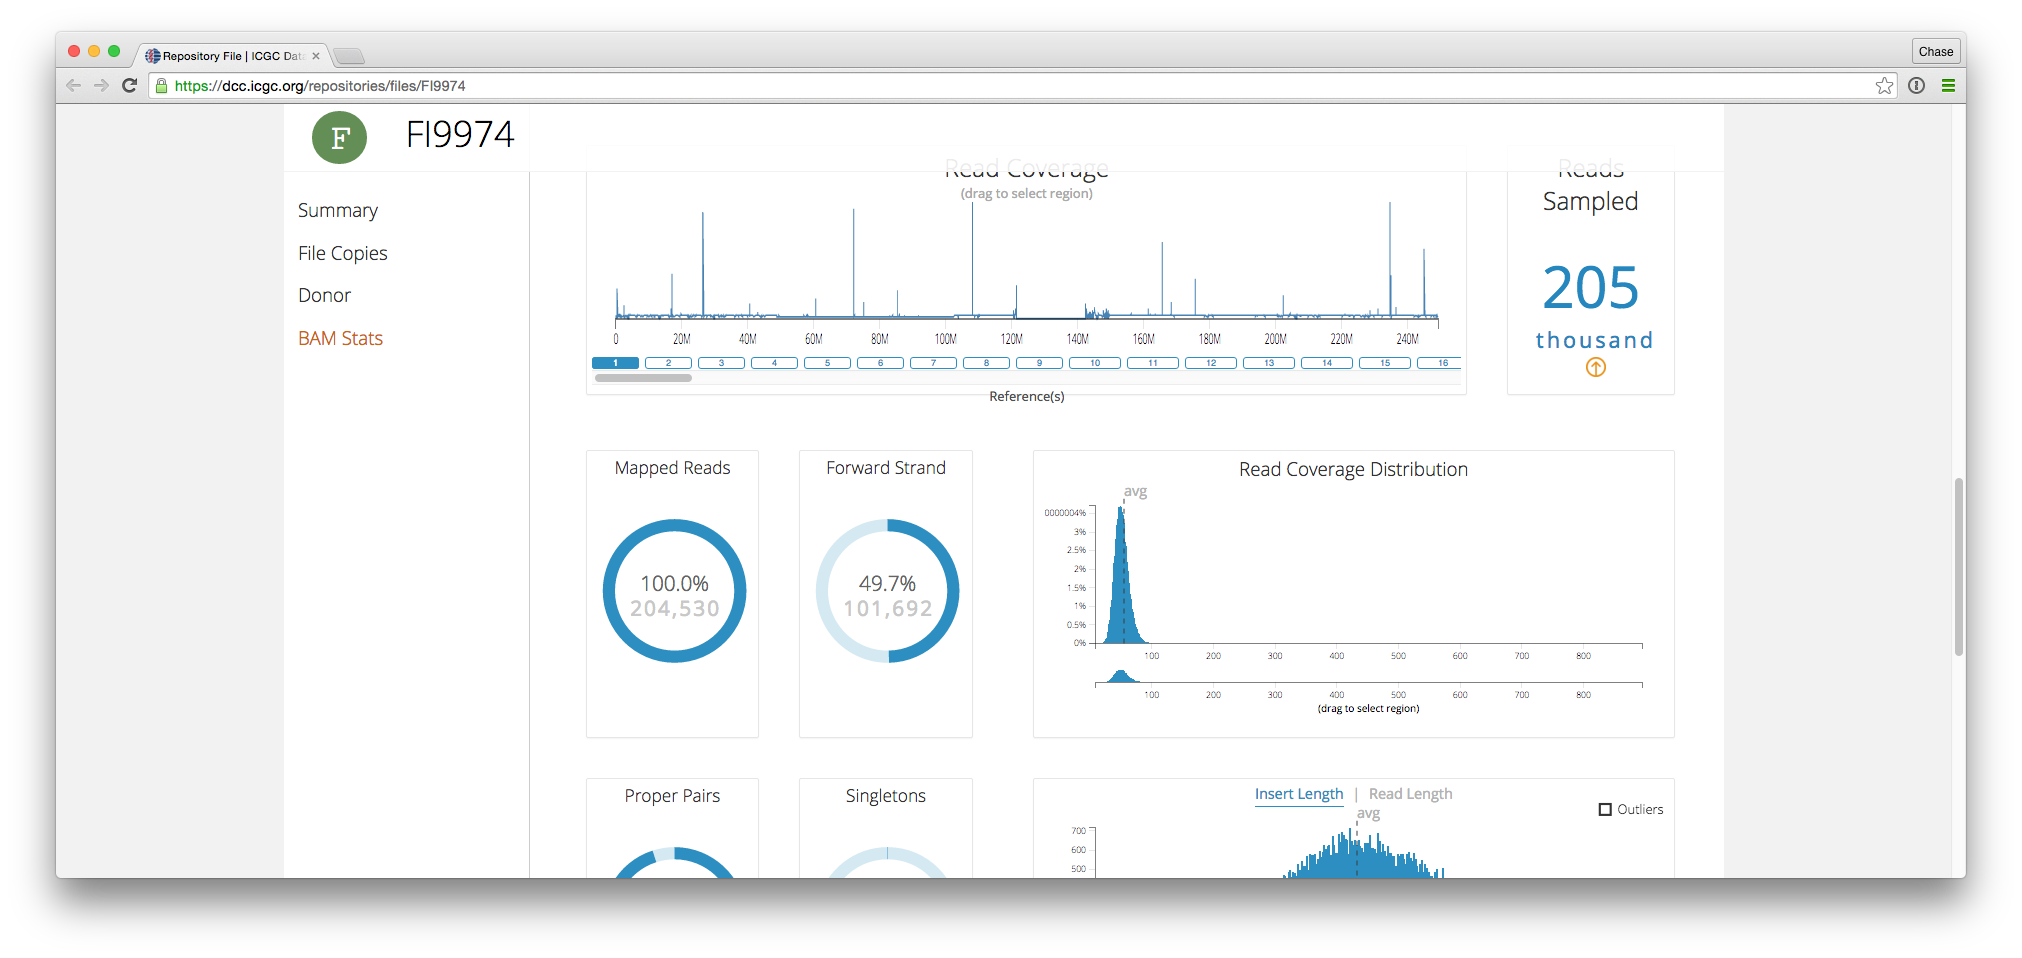 Repository File | ICGC Data
Chase
https://dcc.icgc.org/repositories/files/FI9974
F
FI9974
Summary
File Copies
Donor
BAM Stats
Read Coverage
(drag to select region)
0 20M 40M 60M 80M 100M 120M 140M 160M 180M 200M 220M 240M
1 2 3 4 5 6 7 8 9 10 11 12 13 14 15 16
Reference(s)
Reads
Sampled
205
thousand
Mapped Reads
100.0%
204,530
Forward Strand
49.7%
101,692
Read Coverage Distribution
avg
0000004%
3%
2.5%
2%
1.5%
1%
0.5%
0%
100 200 300 400 500 600 700 800
100 200 300 400 500 600 700 800
(drag to select region)
Proper Pairs
Singletons
Insert Length | Read Length
avg
Outliers
700
600
500